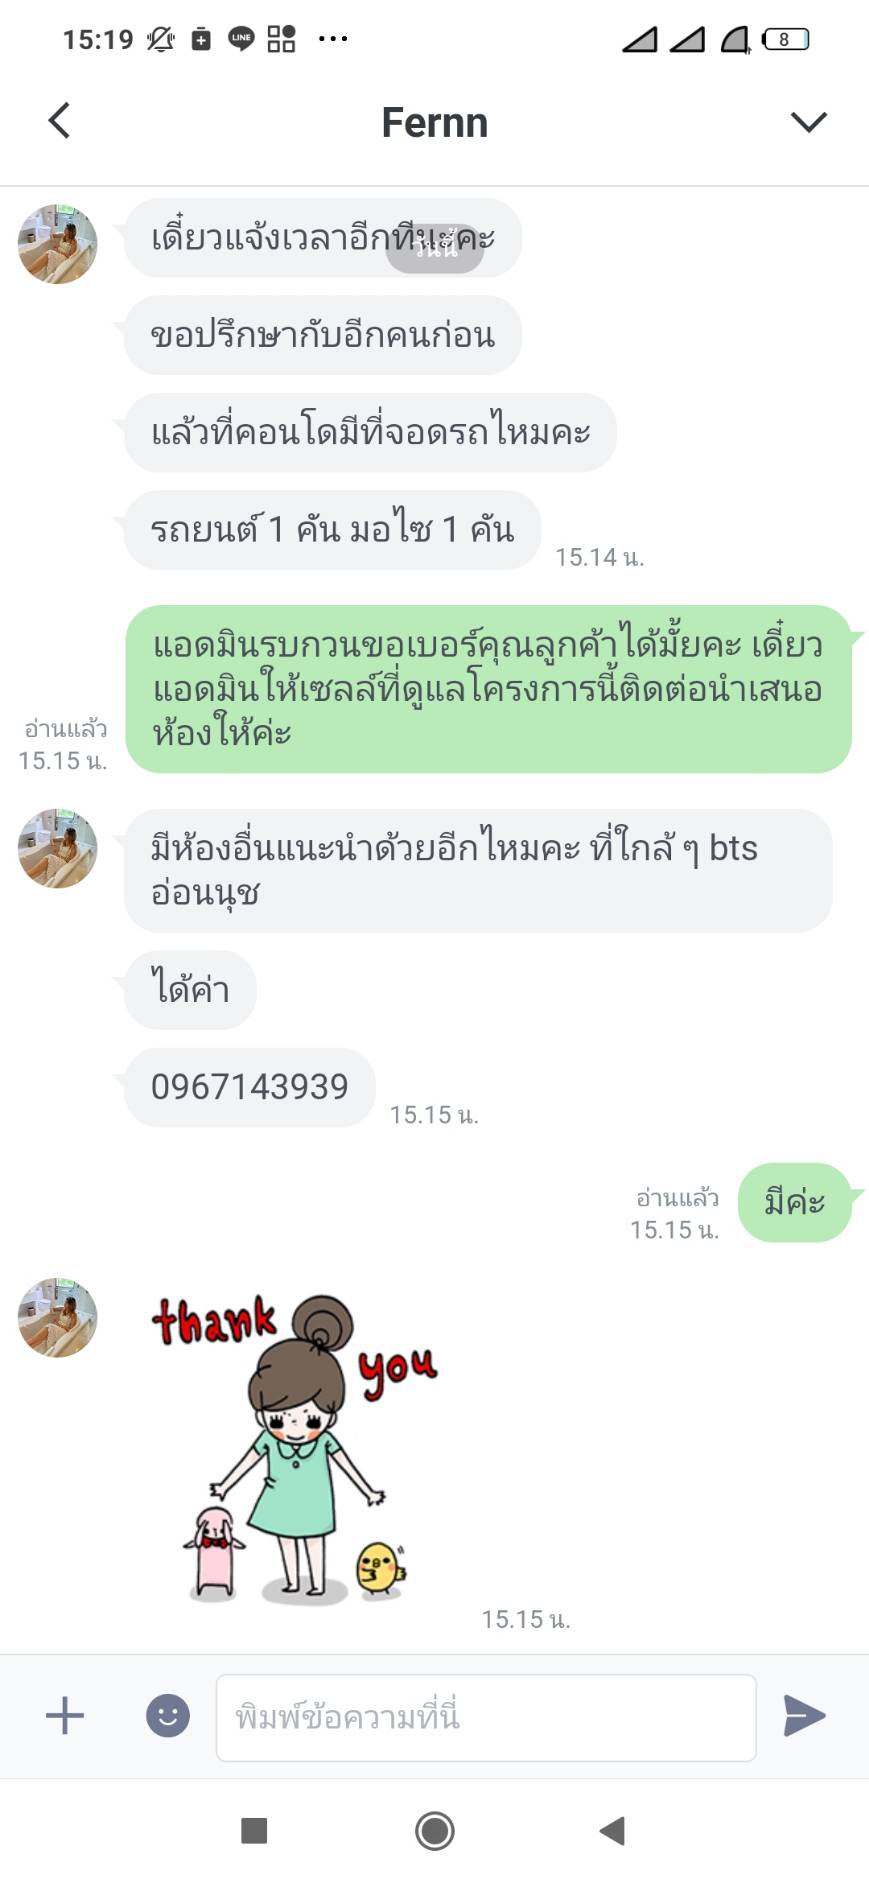 15:19 LINE ... 8
Fernn
เดี๋ยวแจ้งเวลาอีกทีนะคะ
วันนี้
ขอปรึกษากับอีกคนก่อน
แล้วที่คอนโดมีที่จอดรถไหมคะ
รถยนต์ 1 คัน มอไซ 1 คัน
15.14 น.
แอดมินรบกวนขอเบอร์คุณลูกค้าได้มั้ยคะ เดี๋ยว
แอดมินให้เซลล์ที่ดูแลโครงการนี้ติดต่อนำเสนอ
ห้องให้ค่ะ
อ่านแล้ว
15.15 น.
มีห้องอื่นแนะนำด้วยอีกไหมคะ ที่ใกล้ ๆ bts
อ่อนนุช
ได้ค่า
0967143939
15.15 น.
อ่านแล้ว
15.15 น.
มีค่ะ
thank
you
15.15 น.
พิมพ์ข้อความที่นี่